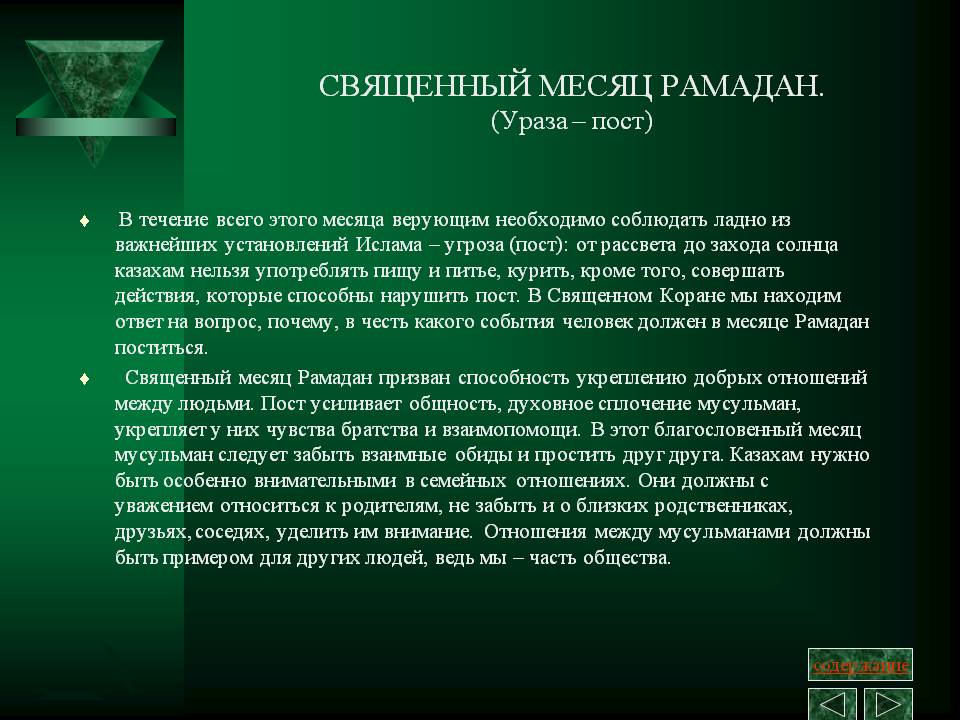 СВЯЩЕННЫЙ МЕСЯЦ РАМАДАН.
(Ураза – пост)
В течение всего этого месяца верующим необходимо соблюдать ладно из
важнейших установлений Ислама – угроза (пост): от рассвета до захода солнца
казахам нельзя употреблять пищу и питье, курить, кроме того, совершать
действия, которые способны нарушить пост. В Священном Коране мы находим
ответ на вопрос, почему, в честь какого события человек должен в месяце Рамадан
поститься.
Священный месяц Рамадан призван способность укреплению добрых отношений
между людьми. Пост усиливает общность, духовное сплочение мусульман,
укрепляет у них чувства братства и взаимопомощи. В этот благословенный месяц
мусульман следует забыть взаимные обиды и простить друг друга. Казахам нужно
быть особенно внимательными в семейных отношениях. Они должны с
уважением относиться к родителям, не забыть и о близких родственниках,
друзьях, соседях, уделить им внимание. Отношения между мусульманами должны
быть примером для других людей, ведь мы – часть общества.
содержание